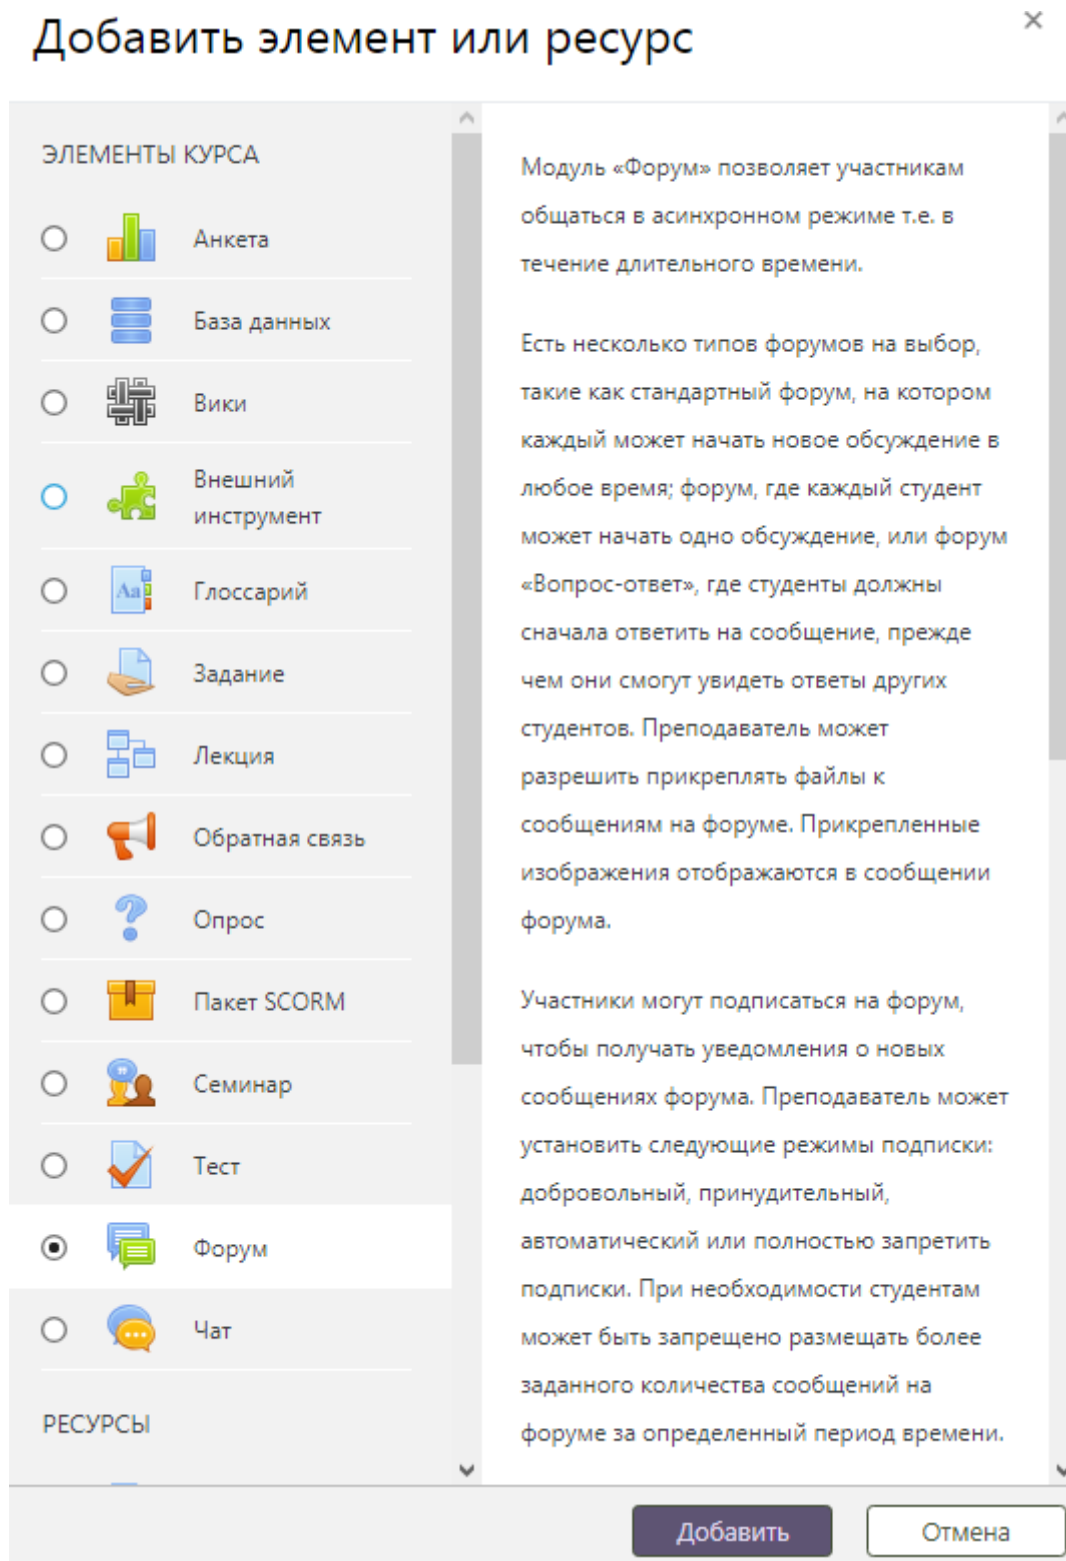 Добавить элемент или ресурс
×
ЭЛЕМЕНТЫ КУРСА
Анкета
База данных
Вики
Внешний
инструмент
Aa
Глоссарий
Задание
Лекция
Обратная связь
Опрос
Пакет SCORM
Семинар
Тест
Форум
Чат
РЕСУРСЫ
Модуль «Форум» позволяет участникам
общаться в асинхронном режиме т.е. в
течение длительного времени.
Есть несколько типов форумов на выбор,
такие как стандартный форум, на котором
каждый может начать новое обсуждение в
любое время; форум, где каждый студент
может начать одно обсуждение, или форум
«Вопрос-ответ», где студенты должны
сначала ответить на сообщение, прежде
чем они смогут увидеть ответы других
студентов. Преподаватель может
разрешить прикреплять файлы к
сообщениям на форуме. Прикрепленные
изображения отображаются в сообщении
форума.
Участники могут подписаться на форум,
чтобы получать уведомления о новых
сообщениях форума. Преподаватель может
установить следующие режимы подписки:
добровольный, принудительный,
автоматический или полностью запретить
подписки. При необходимости студентам
может быть запрещено размещать более
заданного количества сообщений на
форуме за определенный период времени.
Добавить
Отмена